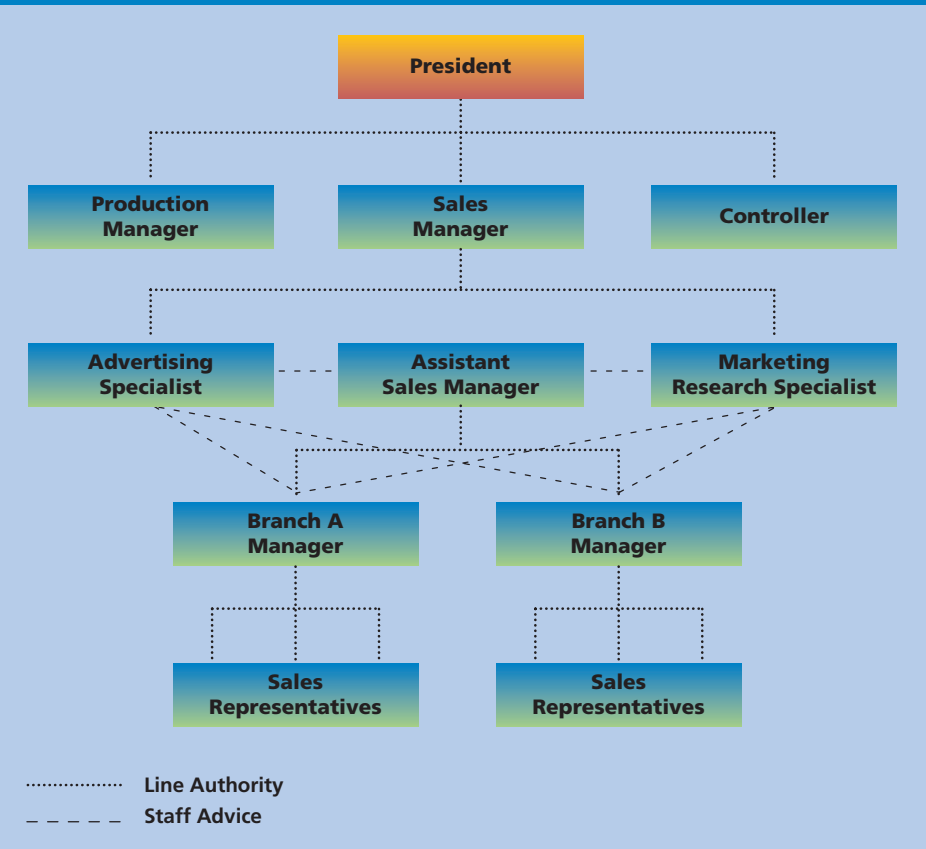 President
Production
Manager
Sales
Manager
Controller
Advertising
Specialist
Assistant
Sales Manager
Marketing
Research Specialist
Branch A
Manager
Branch B
Manager
Sales
Representatives
Sales
Representatives
Line Authority
Staff Advice